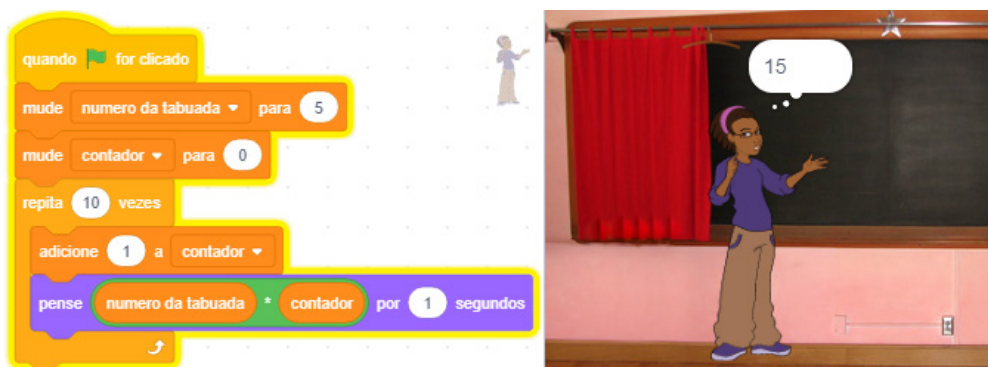 quando for clicado
mude numero da tabuada para 5
mude contador para 0
repita 10 vezes
adicione 1 a contador
pense numero da tabuada * contador por 1 segundos
15